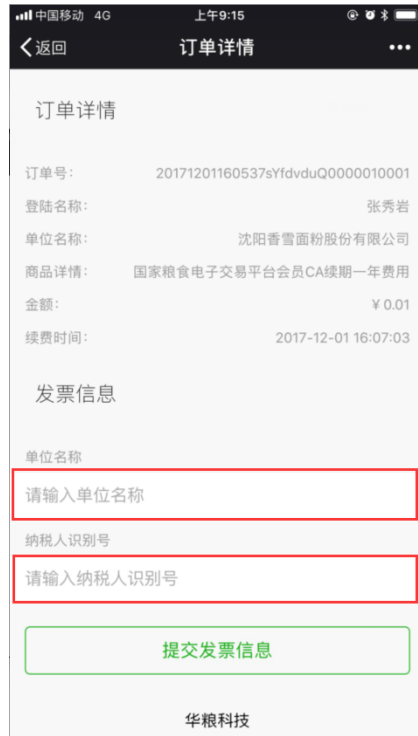 中国移动 4G 上午9:15
返回 订单详情
订单详情
订单号: 20171201160537sYfdvduQ0000010001
登陆名称: 张秀岩
单位名称: 沈阳香雪面粉股份有限公司
商品详情: 国家粮食电子交易平台会员CA续期一年费用
金额: ¥ 0.01
续费时间: 2017-12-01 16:07:03
发票信息
单位名称
请输入单位名称
纳税人识别号
请输入纳税人识别号
提交发票信息
华粮科技